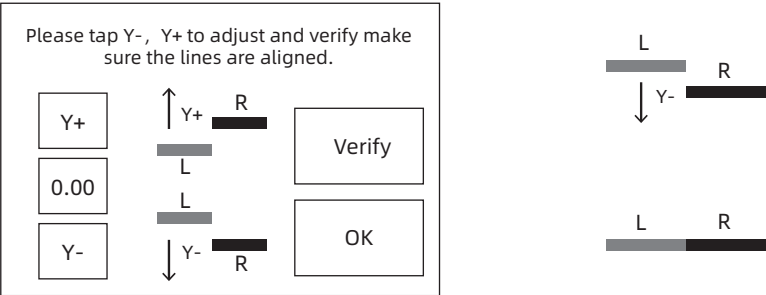 Please tap Y-, Y+ to adjust and verify make
sure the lines are aligned.
Y+
0.00
Y-
Y+
R
L
L
Y-
R
Verify
OK
L
R
Y-
L
R